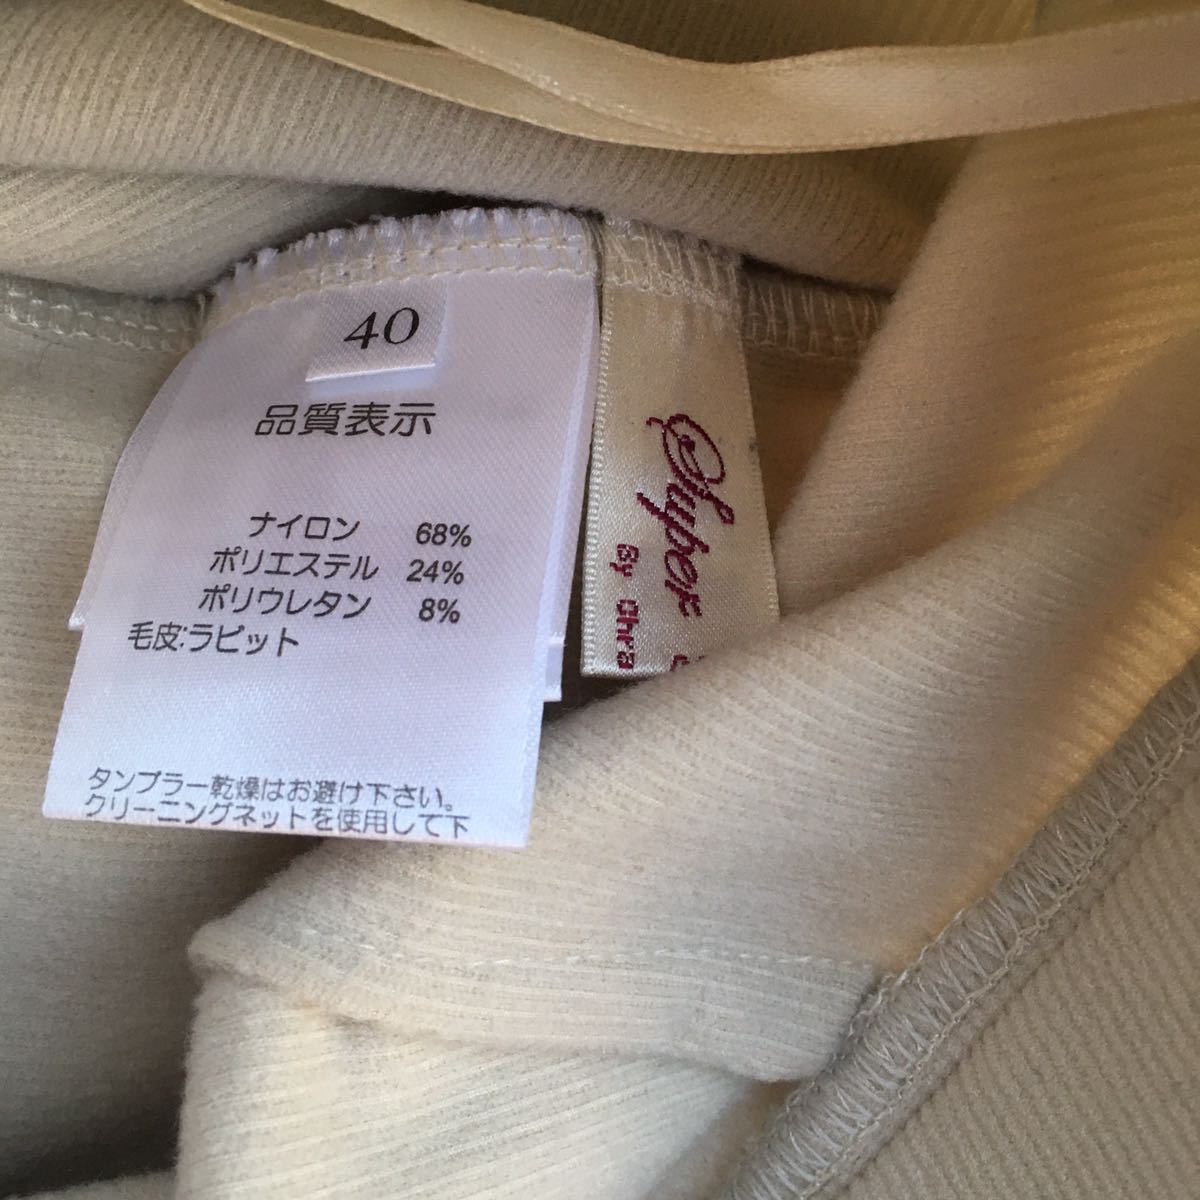 40
品質表示
ナイロン 68%
ポリエステル 24%
ポリウレタン 8%
毛皮:ラビット
タンブラー乾燥はお避け下さい。
クリーニングネットを使用して下
Super
By Chra